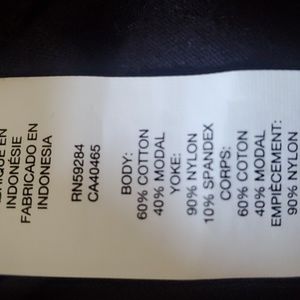 EN
INDONÉSIE
FABRICADO EN
INDONESIA
RN59284
CA40465
BODY:
60% COTTON
40% MODAL
YOKE:
90% NYLON
10% SPANDEX
CORPS:
60% COTON
40% MODAL
EMPIÈCEMENT:
90% NYLON